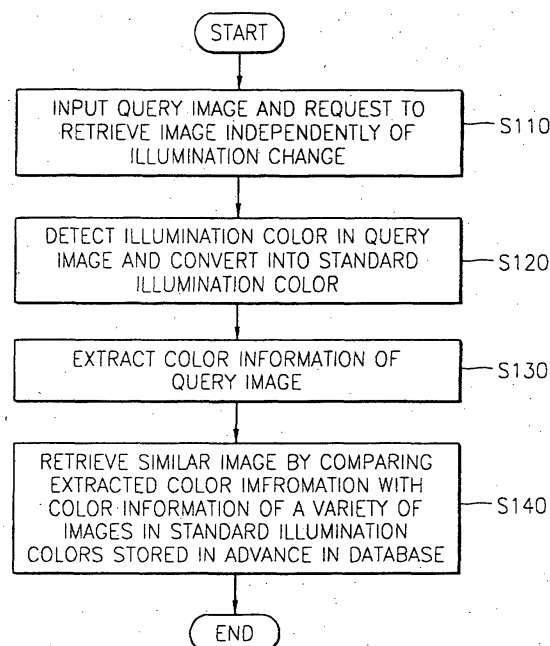 START
INPUT QUERY IMAGE AND REQUEST TO
RETRIEVE IMAGE INDEPENDENTLY OF
ILLUMINATION CHANGE
S110
DETECT ILLUMINATION COLOR IN QUERY
IMAGE AND CONVERT INTO STANDARD
ILLUMINATION COLOR
S120
EXTRACT COLOR INFORMATION OF
QUERY IMAGE
S130
RETRIEVE SIMILAR IMAGE BY COMPARING
EXTRACTED COLOR IMFROMATION WITH
COLOR INFORMATION OF A VARIETY OF
IMAGES IN STANDARD ILLUMINATION
COLORS STORED IN ADVANCE IN DATABASE
S140
END